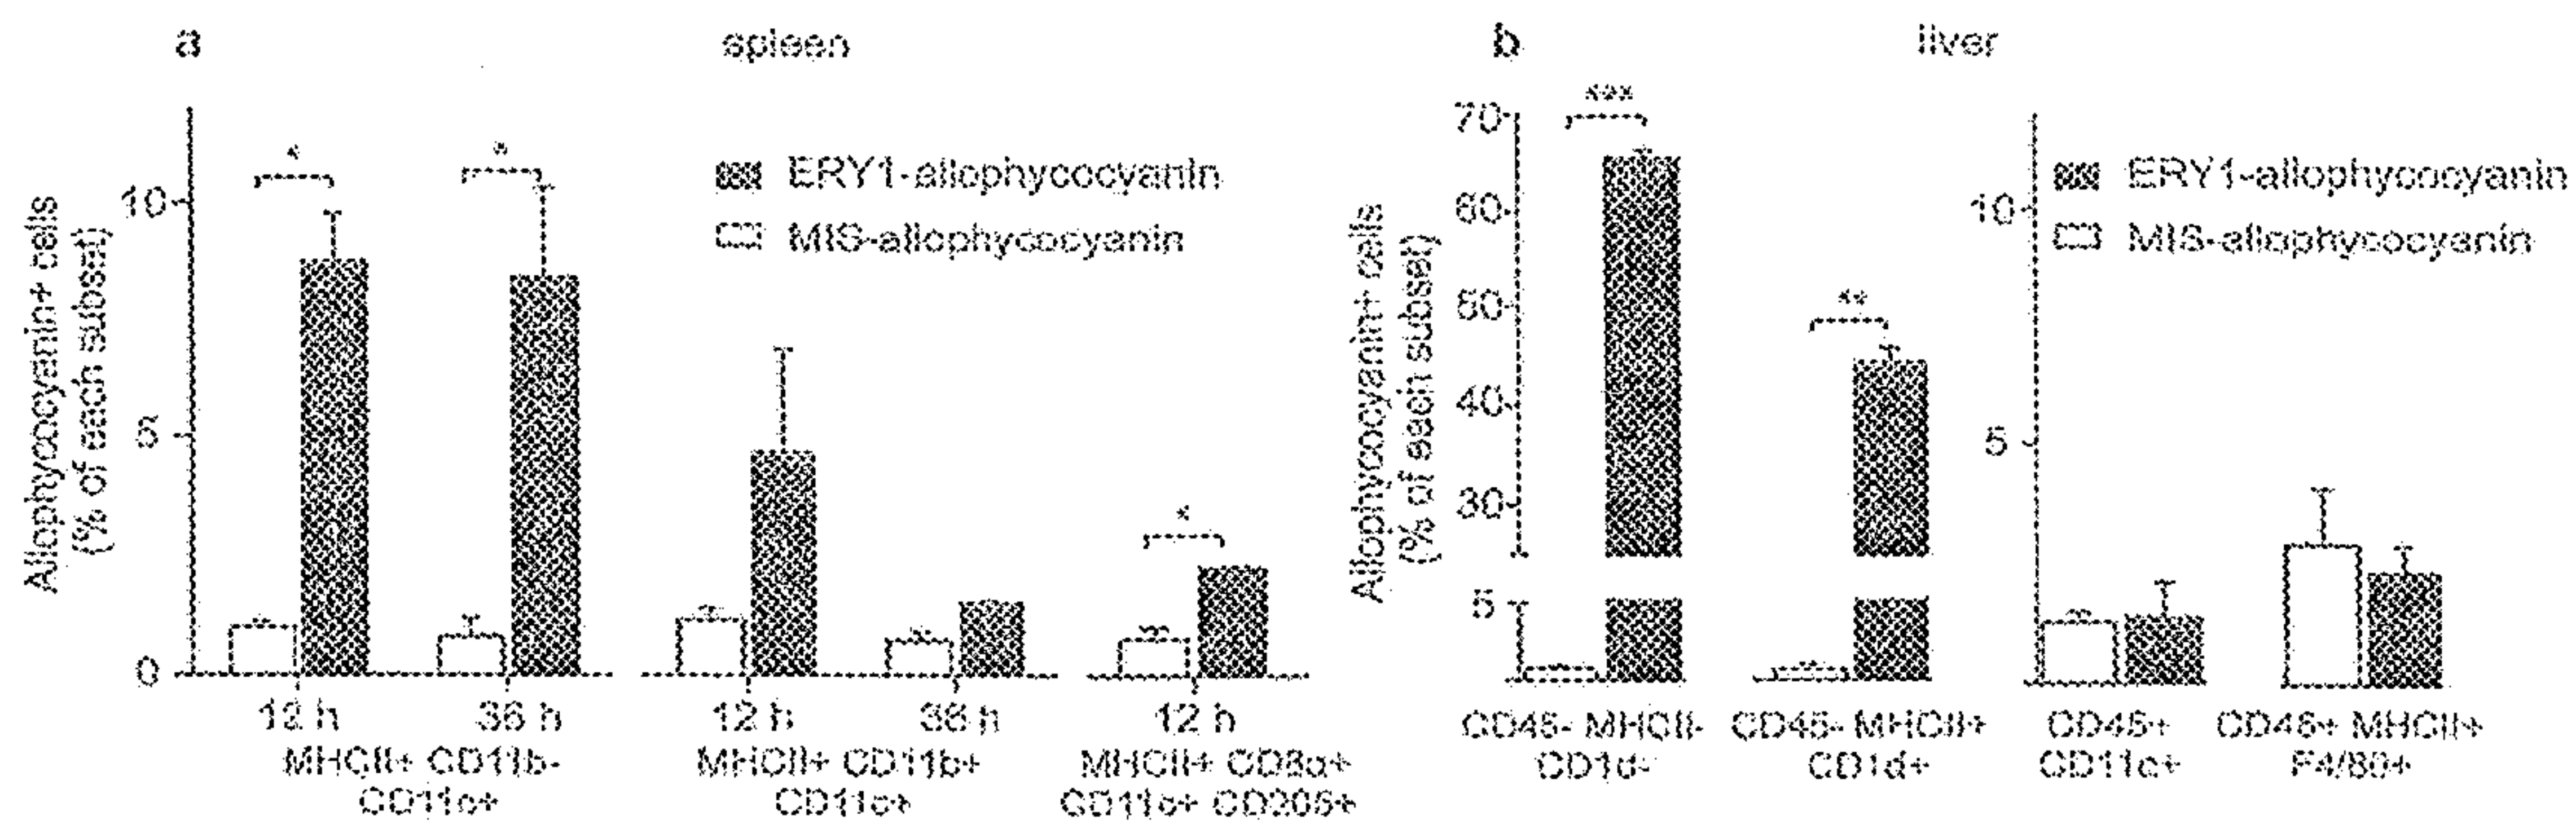 a
spleen
Allophycocyanin+ cells
(% of each subset)
10
5
0
*
*
*
ERY1-allophycocyanin
MIS-allophycocyanin
12 h
36 h
12 h
36 h
12 h
MHCII+ CD11b-
CD11c+
MHCII+ CD11b+
CD11c+
MHCII+ CD8α+
CD11c+ CD205+
b
liver
Allophycocyanin+ cells
(% of each subset)
70
60
50
40
30
5
***
**
10
5
ERY1-allophycocyanin
MIS-allophycocyanin
CD45- MHCII-
CD1d-
CD45- MHCII+
CD1d+
CD45+
CD11c+
CD45+ MHCII+
F4/80+